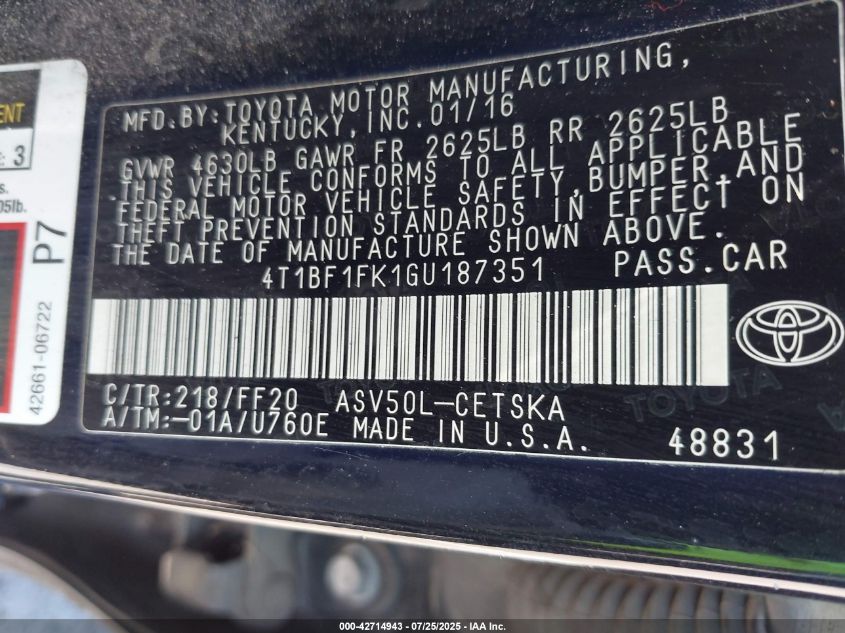 MFD.BY:TOYOTA MOTOR MANUFACTURING,
KENTUCKY, INC.01/16
GVWR 4630LB GAWR FR 2625LB RR 2625LB
THIS VEHICLE CONFORMS TO ALL APPLICABLE
FEDERAL MOTOR VEHICLE SAFETY,BUMPER,AND
THEFT PREVENTION STANDARDS IN EFFECT ON
THE DATE OF MANUFACTURE SHOWN ABOVE.
4T1BF1FK1GU187351 PASS.CAR
C/TR:218/FF20 ASV50L-CETSKA
A/TM:-01A/U760E MADE IN U.S.A. 48831
TOYOTA
: 3
05lb.
P7
42661-06722
000-42714943 / 07/25/2025 - IAA Inc.